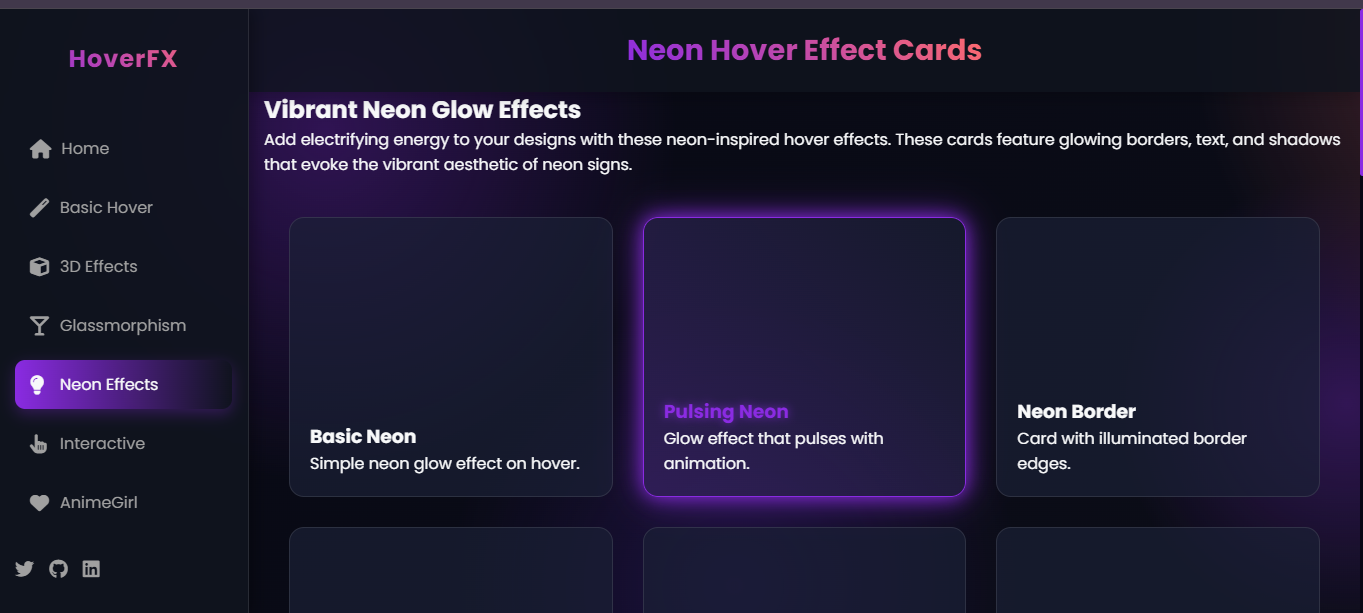 HoverFX
Home
Basic Hover
3D Effects
Glassmorphism
Neon Effects
Interactive
AnimeGirl
Neon Hover Effect Cards
Vibrant Neon Glow Effects
Add electrifying energy to your designs with these neon-inspired hover effects. These cards feature glowing borders, text, and shadows
that evoke the vibrant aesthetic of neon signs.
Basic Neon
Simple neon glow effect on hover.
Pulsing Neon
Glow effect that pulses with
animation.
Neon Border
Card with illuminated border
edges.